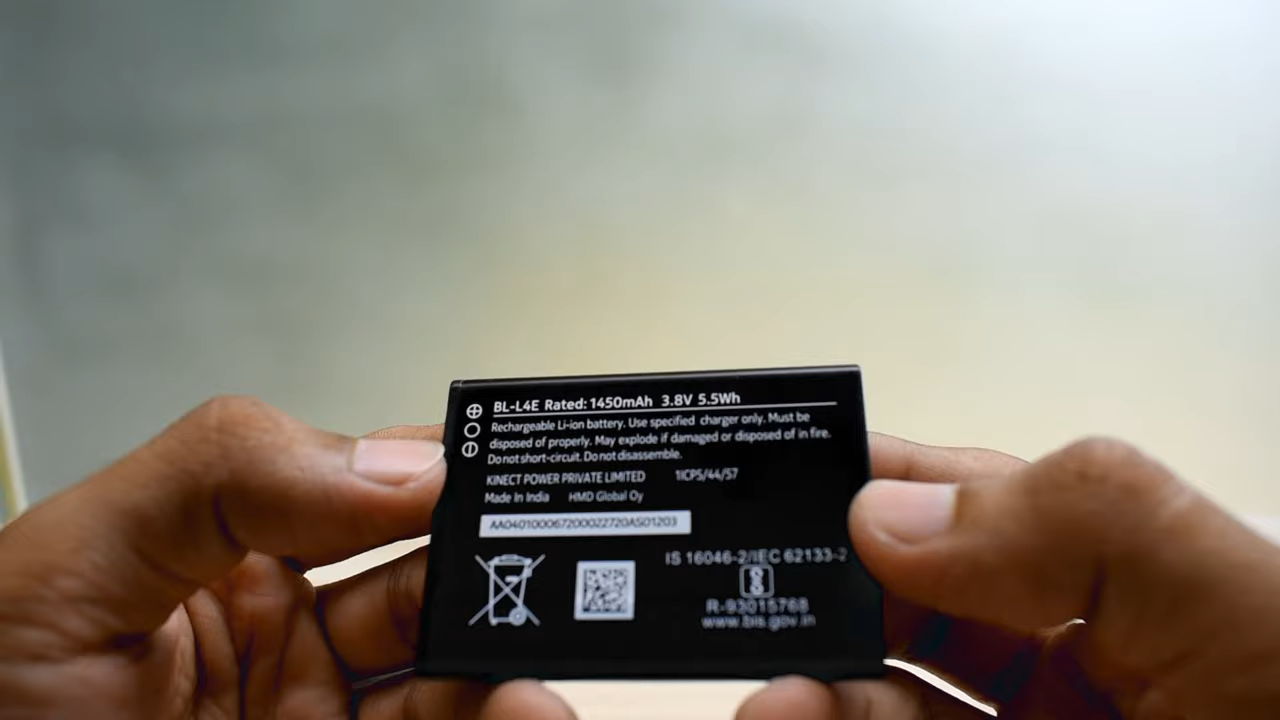 BL-L4E Rated: 1450mAh 3.8V 5.5Wh
Rechargeable Li-ion battery. Use specified charger only. Must be
disposed of properly. May explode if damaged or disposed of in fire.
Do not short-circuit. Do not disassemble.
KINECT POWER PRIVATE LIMITED 1ICP5/44/57
Made in India HMD Global Oy
AA040100067200022720AS01203
IS 16046-2/IEC 62133-2
R-93015768
www.bis.gov.in